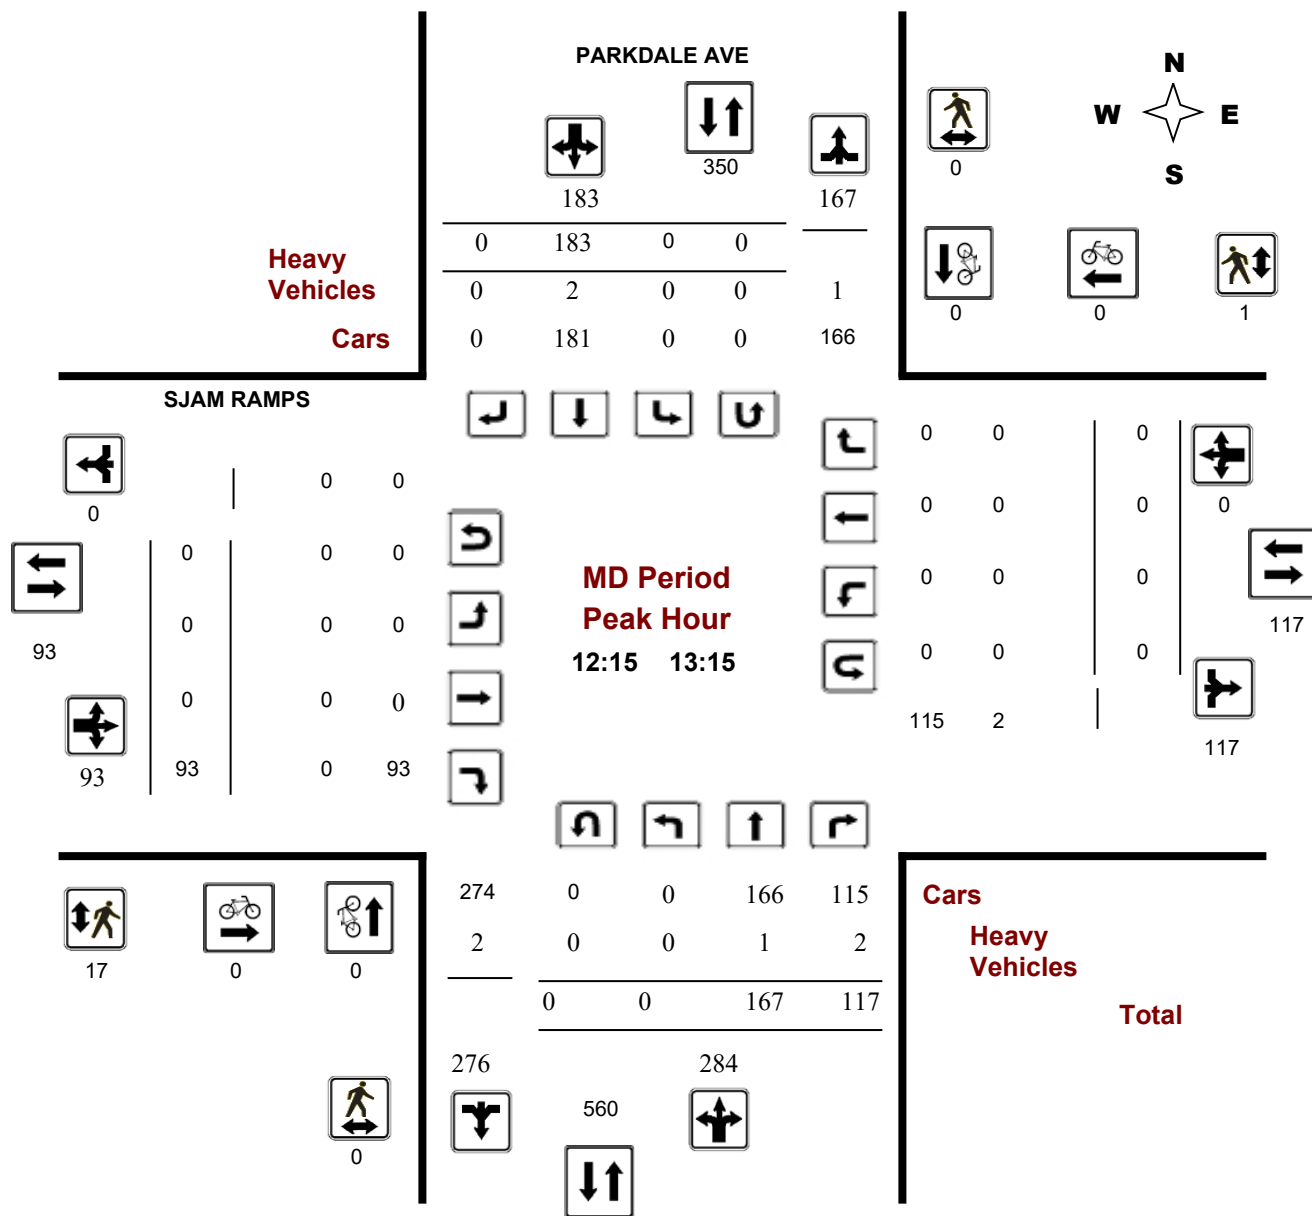 PARKDALE AVE
N
W E
S
350
0
183 167
0 183 0 0
Heavy
Vehicles
0 2 0 0 1
0 0 1
Cars
0 181 0 0 166
SJAM RAMPS
0 0 0
0 0
0
0 0 0 0
0 0 0
MD Period
0 0 0
0 0 0
Peak Hour
117
93
12:15 13:15
0 0 0
0 0 0
115 2
117
93 93 0 93
274 0 0 166 115
Cars
2 0 0 1 2
Heavy
Vehicles
17 0 0
0 0 167 117
Total
276 284
560
0